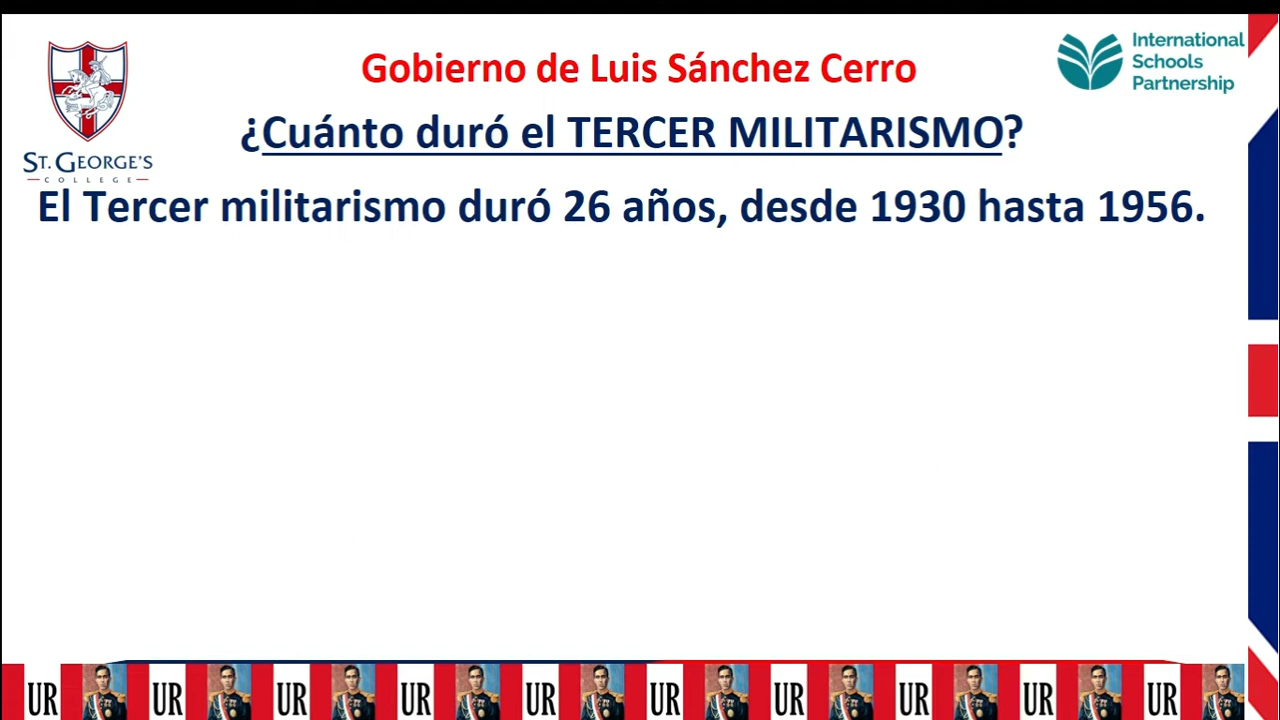 Gobierno de Luis Sánchez Cerro
International
Schools
Partnership
¿Cuánto duró el TERCER MILITARISMO?
ST. GEORGE'S
COLLEGE
El Tercer militarismo duró 26 años, desde 1930 hasta 1956.
UR UR UR UR UR UR UR UR UR UR